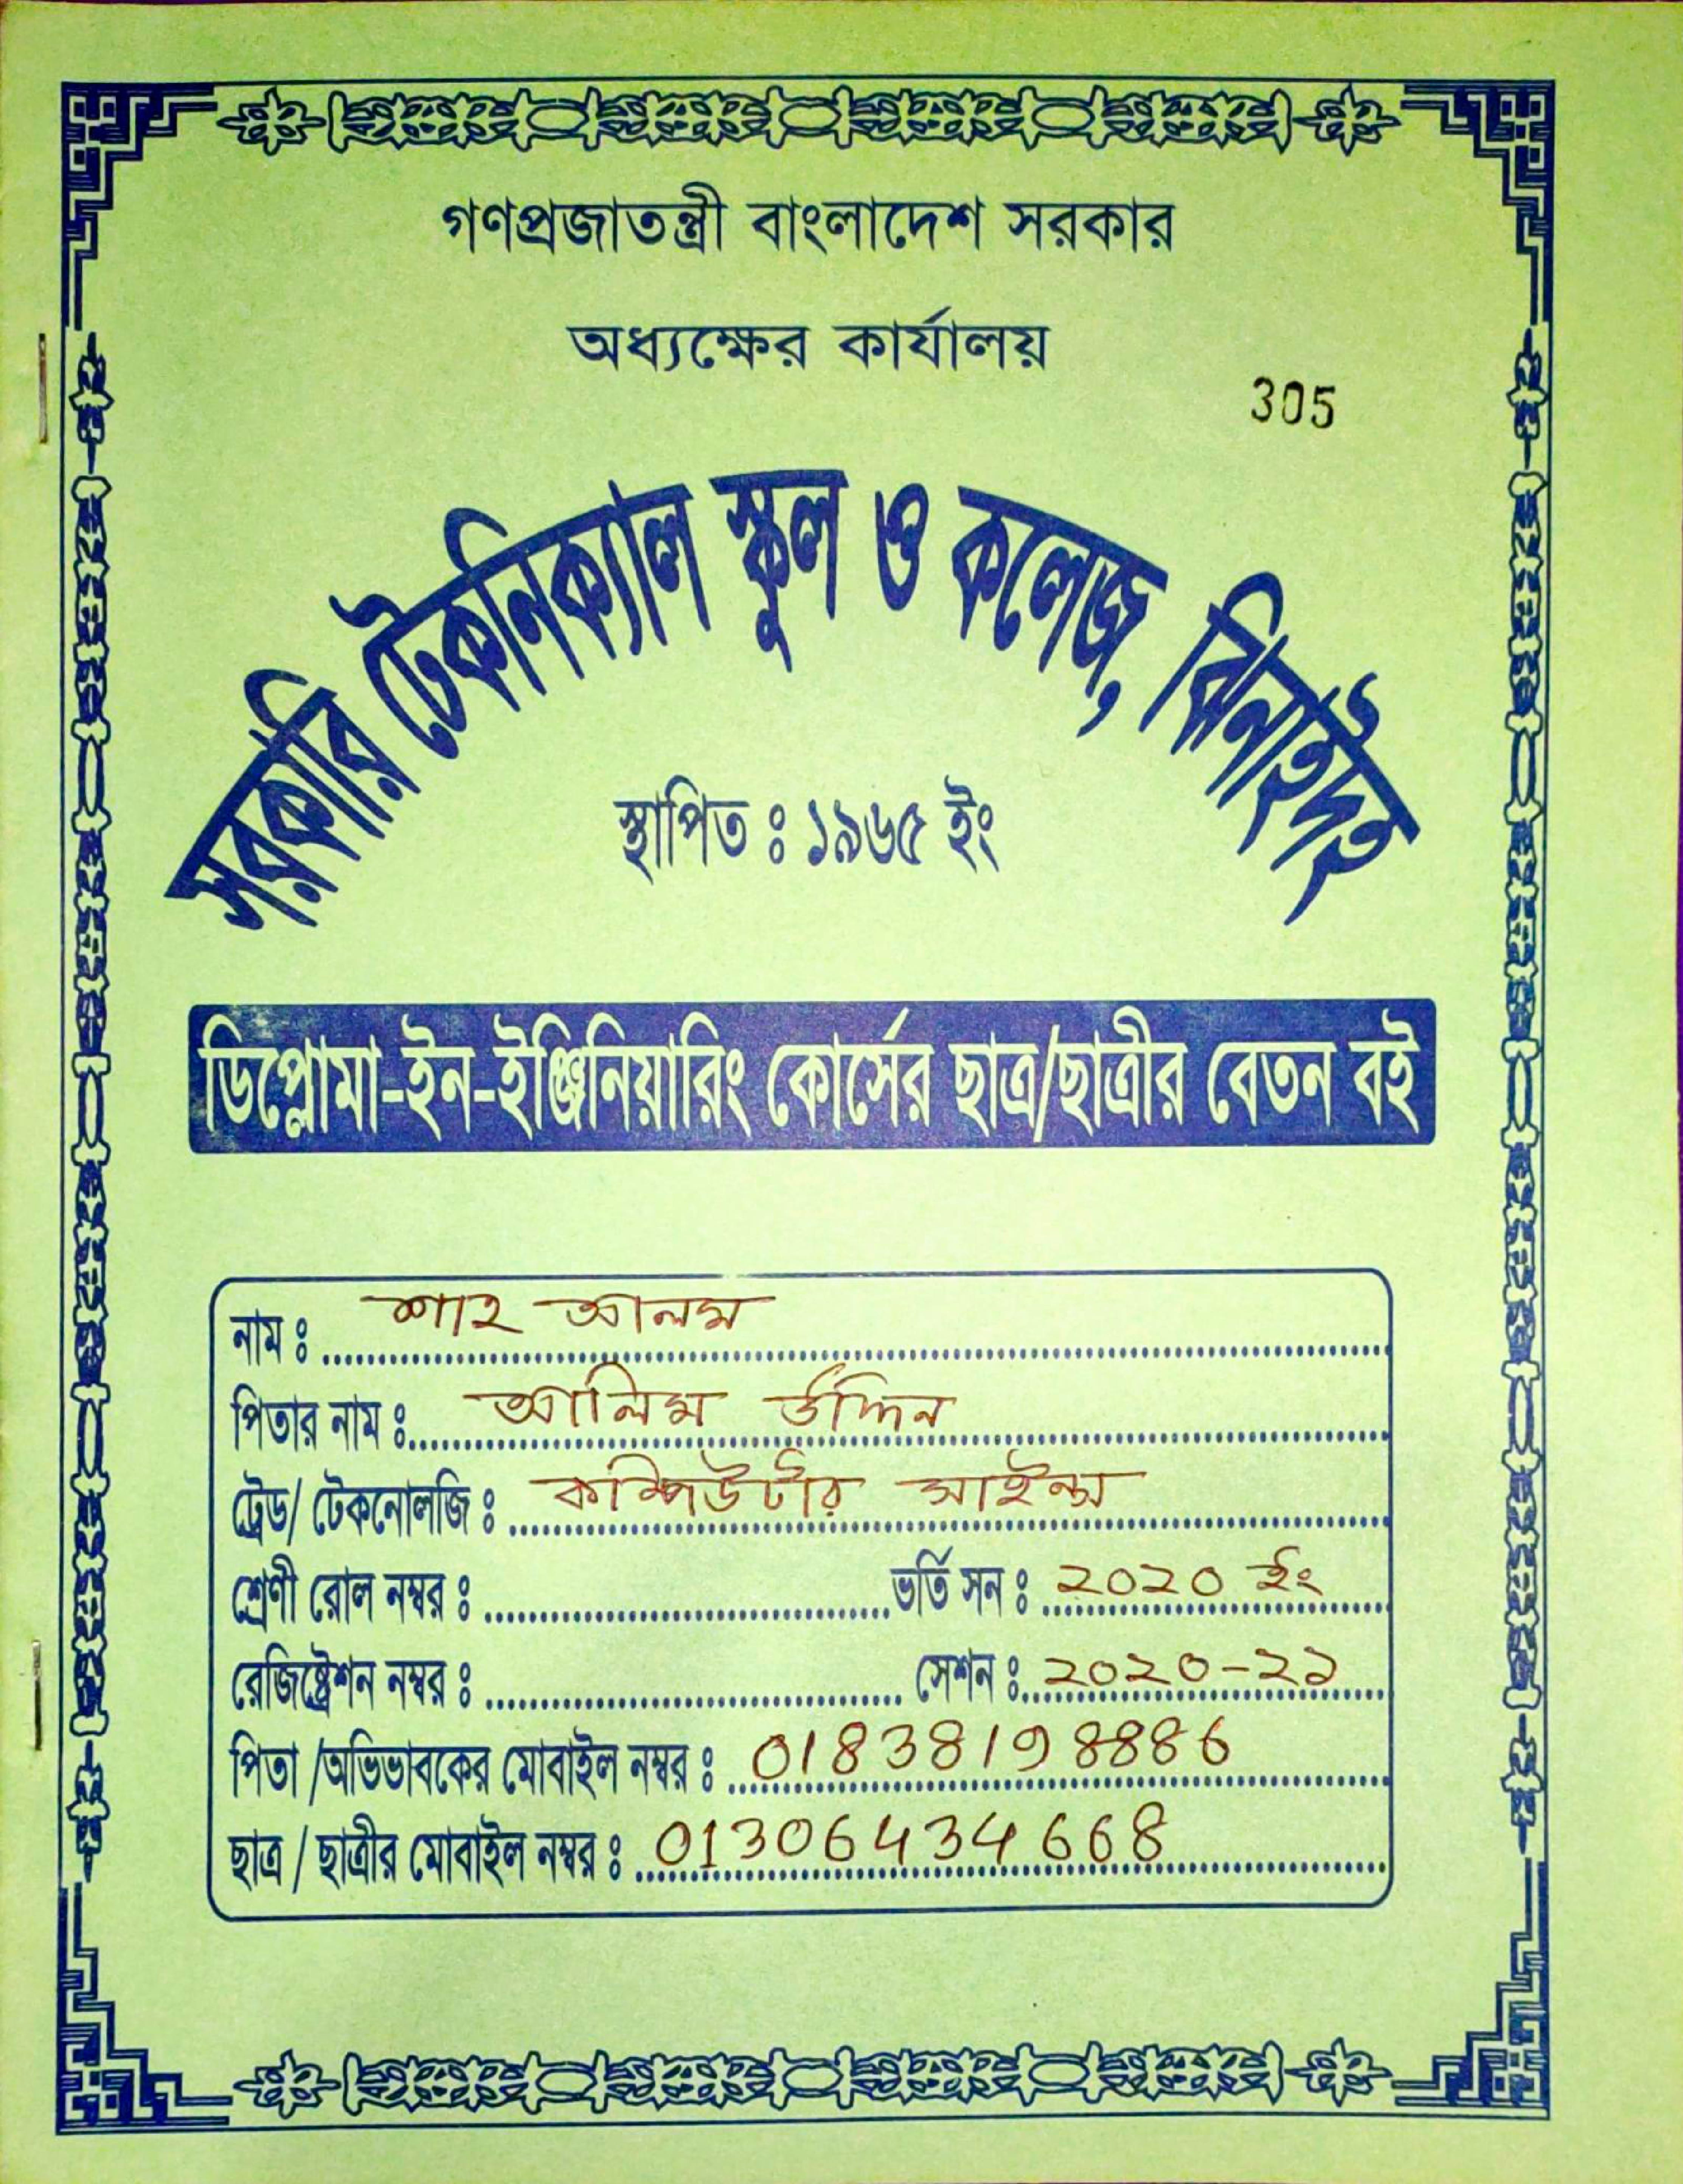 গণপ্রজাতন্ত্রী বাংলাদেশ সরকার
অধ্যক্ষের কার্যালয়
305
সরকারি টেকনিক্যাল স্কুল ও কলেজ, ঝিনাইদহ
স্থাপিত ঃ ১৯৬৫ ইং
ডিপ্লোমা-ইন-ইঞ্জিনিয়ারিং কোর্সের ছাত্র/ছাত্রীর বেতন বই
নাম ঃ শাহ আলম
পিতার নাম ঃ আলিম উদ্দিন
ট্রেড/ টেকনোলজি ঃ কম্পিউটার সাইন্স
শ্রেণী রোল নম্বর ঃ ভর্তি সন ঃ ২০২০ ইং
রেজিষ্ট্রেশন নম্বর ঃ সেশন ঃ ২০২০-২১
পিতা /অভিভাবকের মোবাইল নম্বর ঃ 01838198886
ছাত্র / ছাত্রীর মোবাইল নম্বর ঃ 01306434668